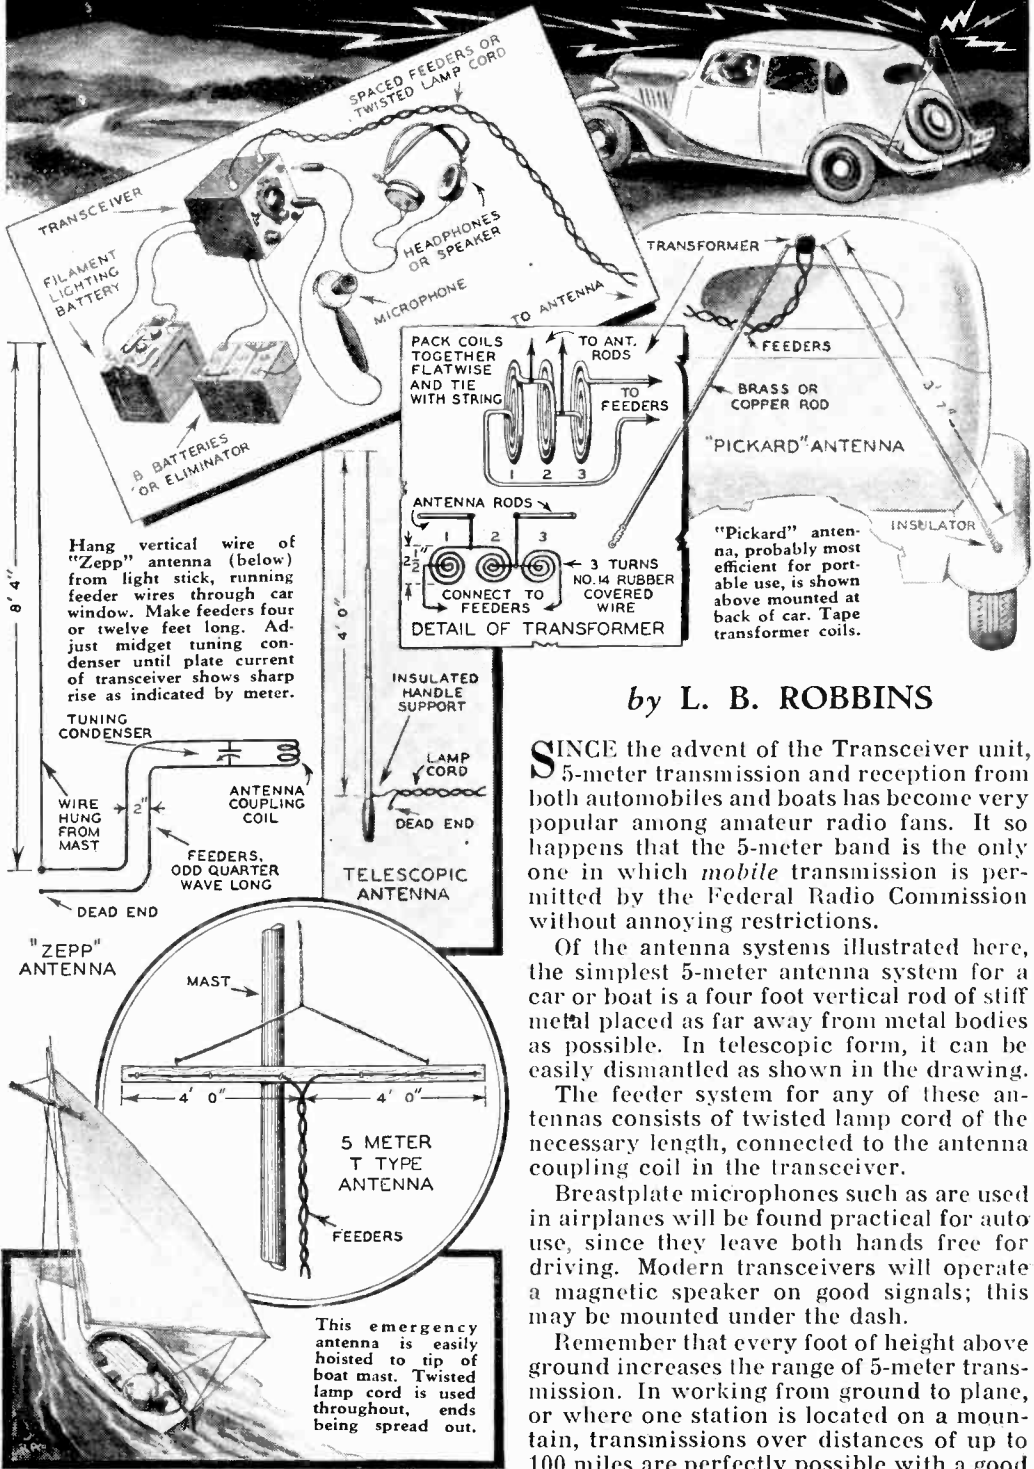 SPACED FEEDERS OR
TWISTED LAMP CORD
TRANSCEIVER
FILAMENT
LIGHTING
BATTERY
HEADPHONES
OR SPEAKER
MICROPHONE
TO ANTENNA
B BATTERIES
OR ELIMINATOR
TRANSFORMER
FEEDERS
BRASS OR
COPPER ROD
3' 7"
"PICKARD" ANTENNA
INSULATOR
"Pickard" anten-
na, probably most
efficient for port-
able use, is shown
above mounted at
back of car. Tape
transformer coils.
PACK COILS
TOGETHER
FLATWISE
AND TIE
WITH STRING
TO ANT.
RODS
TO
FEEDERS
1 2 3
ANTENNA RODS
1 2 3
2 1/2"
CONNECT TO
FEEDERS
3 TURNS
NO. 14 RUBBER
COVERED
WIRE
DETAIL OF TRANSFORMER
8' 4"
Hang vertical wire of
"Zepp" antenna (below)
from light stick, running
feeder wires through car
window. Make feeders four
or twelve feet long. Ad-
just midget tuning con-
denser until plate current
of transceiver shows sharp
rise as indicated by meter.
TUNING
CONDENSER
WIRE
HUNG
FROM
MAST
2"
ANTENNA
COUPLING
COIL
FEEDERS,
ODD QUARTER
WAVE LONG
DEAD END
"ZEPP"
ANTENNA
4' 0"
INSULATED
HANDLE
SUPPORT
LAMP
CORD
DEAD END
TELESCOPIC
ANTENNA
MAST
4' 0" 4' 0"
5 METER
T TYPE
ANTENNA
FEEDERS
This emergency
antenna is easily
hoisted to tip of
boat mast. Twisted
lamp cord is used
throughout, ends
being spread out.
by L. B. ROBBINS
SINCE the advent of the Transceiver unit,
5-meter transmission and reception from
both automobiles and boats has become very
popular among amateur radio fans. It so
happens that the 5-meter band is the only
one in which mobile transmission is per-
mitted by the Federal Radio Commission
without annoying restrictions.
Of the antenna systems illustrated here,
the simplest 5-meter antenna system for a
car or boat is a four foot vertical rod of stiff
metal placed as far away from metal bodies
as possible. In telescopic form, it can be
easily dismantled as shown in the drawing.
The feeder system for any of these an-
tennas consists of twisted lamp cord of the
necessary length, connected to the antenna
coupling coil in the transceiver.
Breastplate microphones such as are used
in airplanes will be found practical for auto
use, since they leave both hands free for
driving. Modern transceivers will operate
a magnetic speaker on good signals; this
may be mounted under the dash.
Remember that every foot of height above
ground increases the range of 5-meter trans-
mission. In working from ground to plane,
or where one station is located on a moun-
tain, transmissions over distances of up to
100 miles are perfectly possible with a good